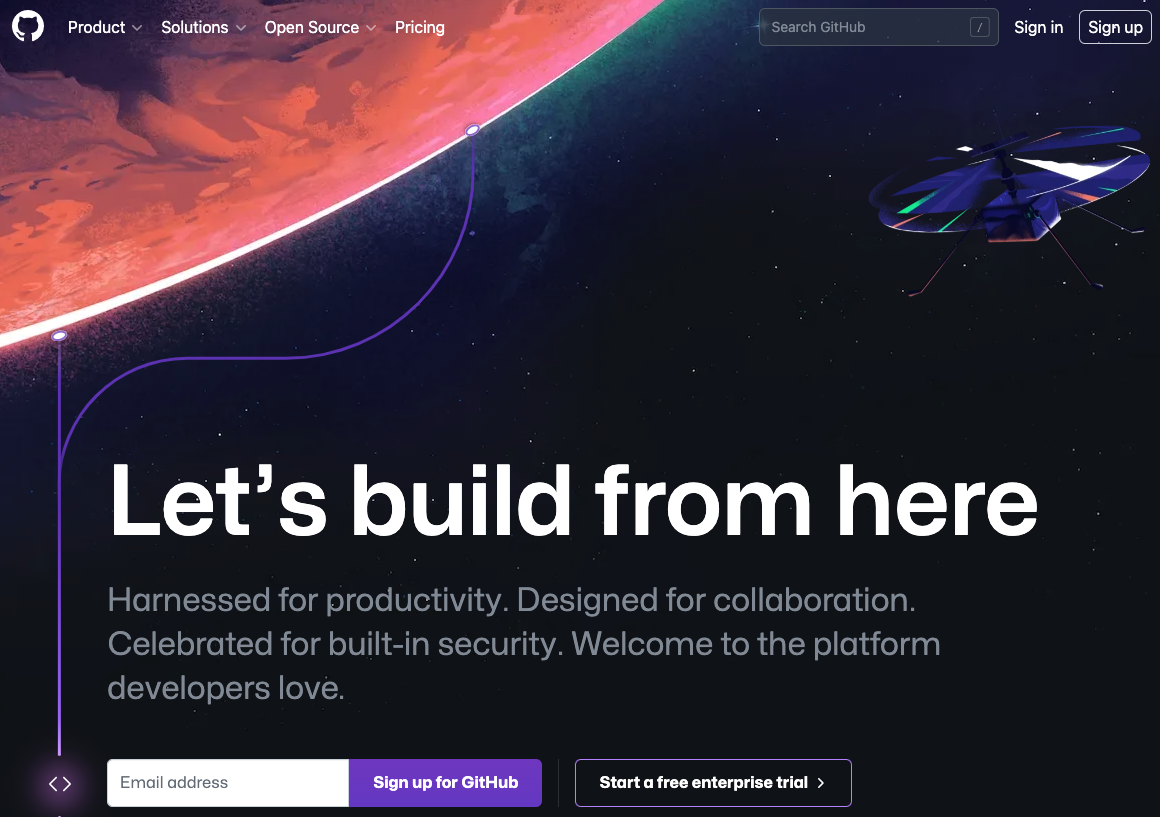 Product Solutions Open Source Pricing Search GitHub / Sign in Sign up
Let’s build from here
Harnessed for productivity. Designed for collaboration.
Celebrated for built-in security. Welcome to the platform
developers love.
Email address Sign up for GitHub Start a free enterprise trial